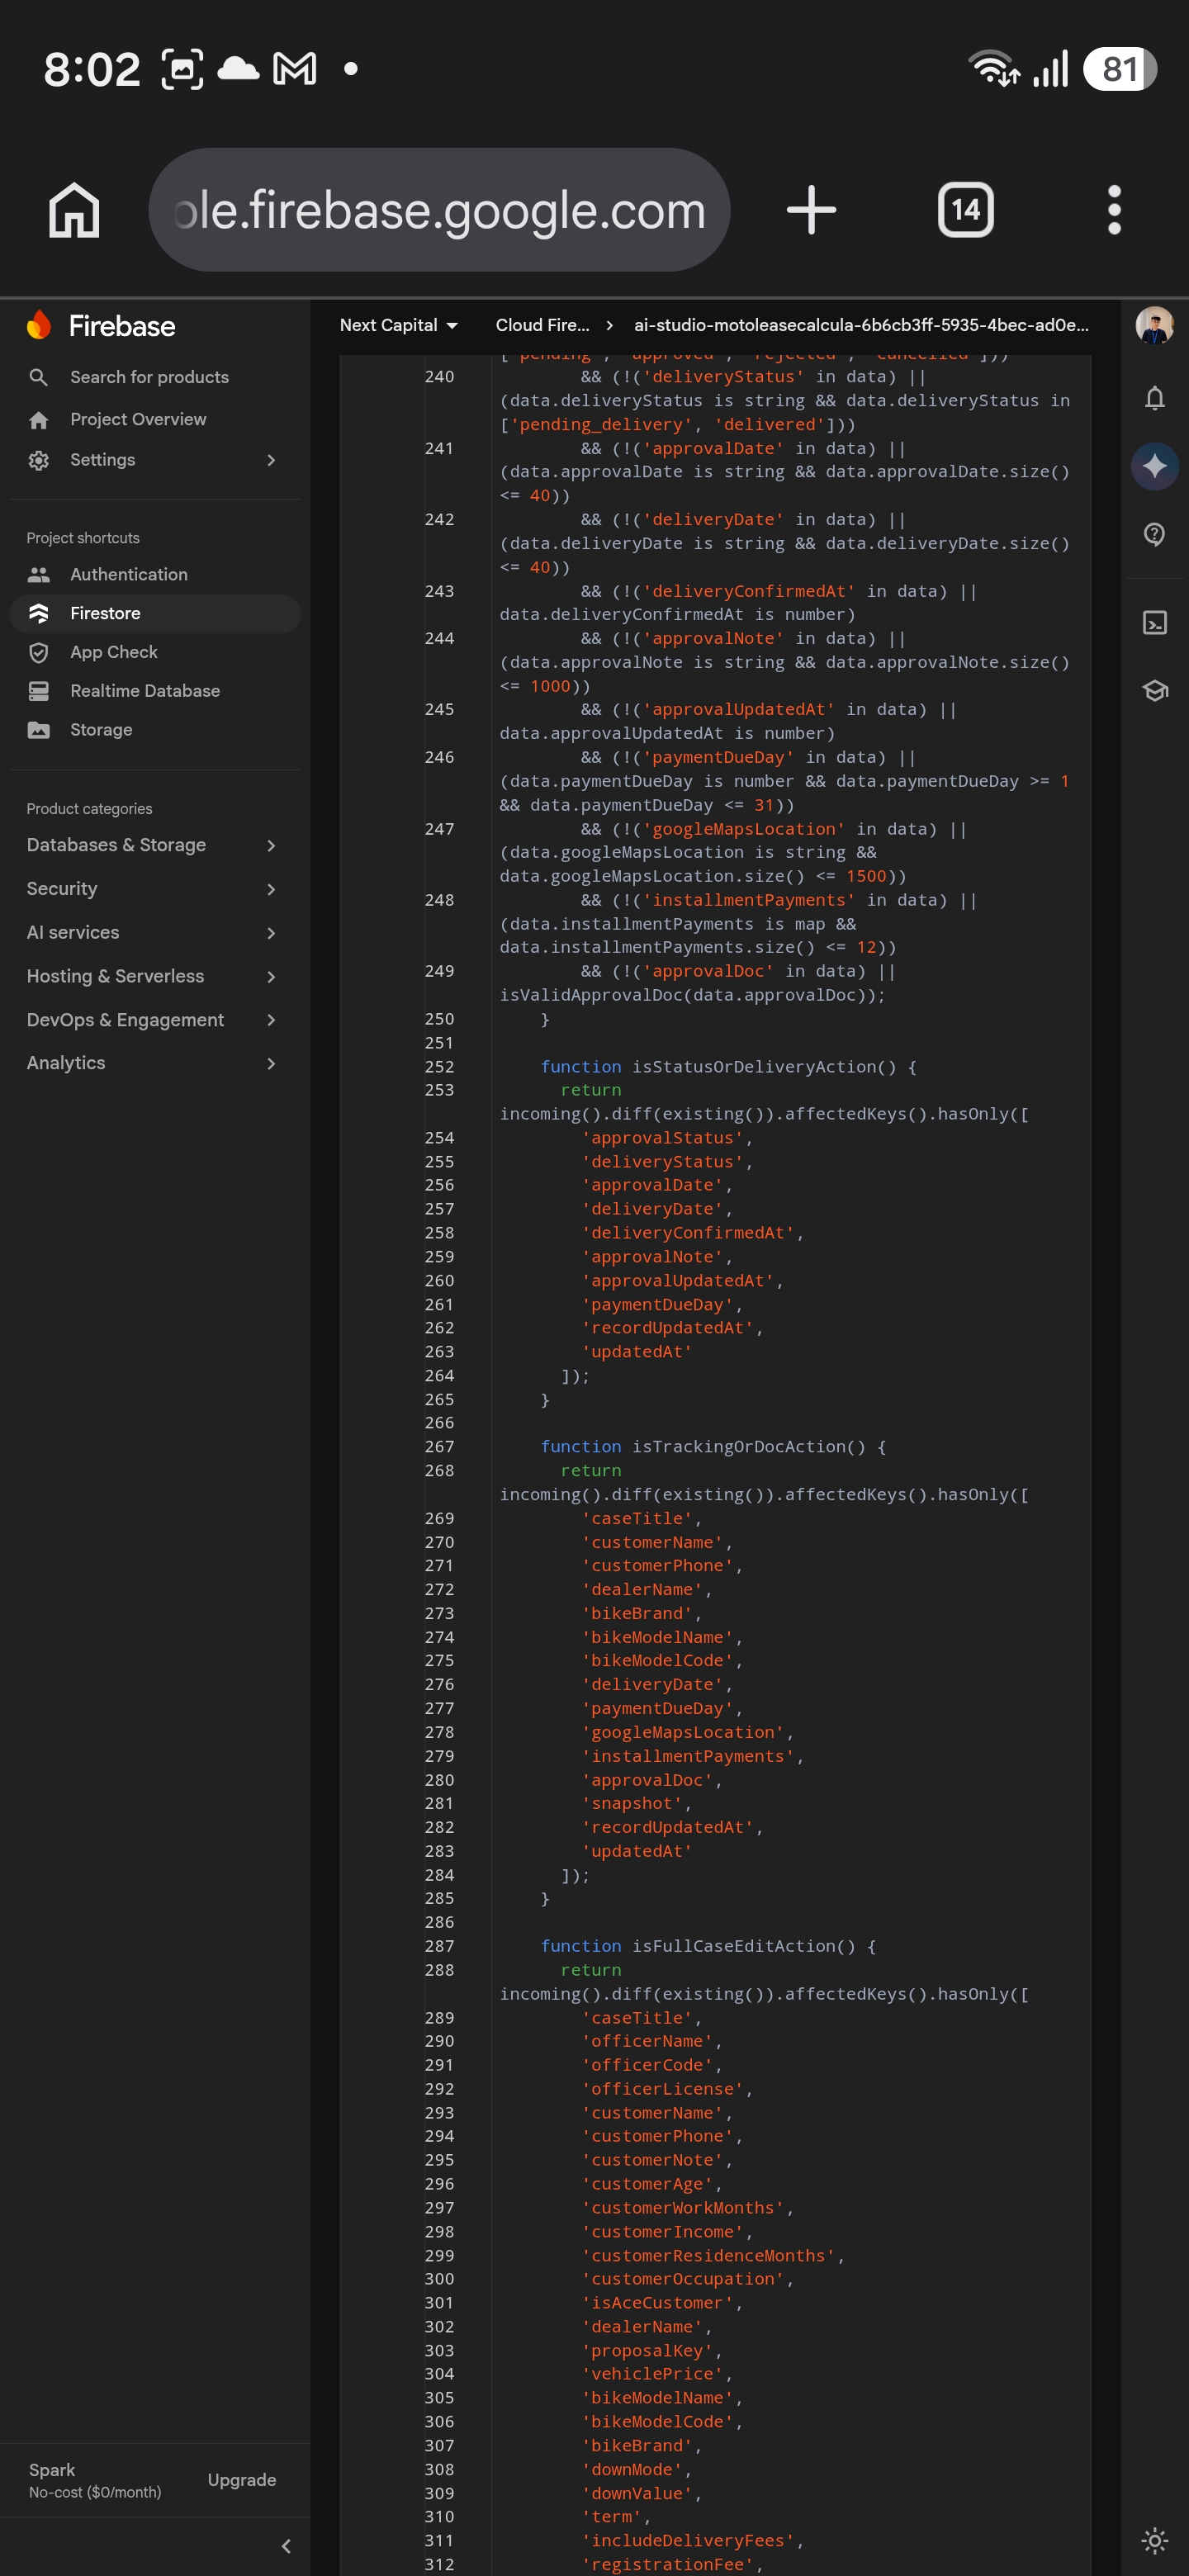 8:02
81
ole.firebase.google.com
14
Firebase
Next Capital
Cloud Fire...
ai-studio-motoleasecalcula-6b6cb3ff-5935-4bec-ad0e...
Search for products
Project Overview
Settings
Project shortcuts
Authentication
Firestore
App Check
Realtime Database
Storage
Product categories
Databases & Storage
Security
AI services
Hosting & Serverless
DevOps & Engagement
Analytics
Spark
No-cost ($0/month)
Upgrade
['pending', 'approved', 'rejected', 'cancelled']))
240 && (!('deliveryStatus' in data) ||
(data.deliveryStatus is string && data.deliveryStatus in
['pending_delivery', 'delivered']))
241 && (!('approvalDate' in data) ||
(data.approvalDate is string && data.approvalDate.size()
<= 40))
242 && (!('deliveryDate' in data) ||
(data.deliveryDate is string && data.deliveryDate.size()
<= 40))
243 && (!('deliveryConfirmedAt' in data) ||
data.deliveryConfirmedAt is number)
244 && (!('approvalNote' in data) ||
(data.approvalNote is string && data.approvalNote.size()
<= 1000))
245 && (!('approvalUpdatedAt' in data) ||
data.approvalUpdatedAt is number)
246 && (!('paymentDueDay' in data) ||
(data.paymentDueDay is number && data.paymentDueDay >= 1
&& data.paymentDueDay <= 31))
247 && (!('googleMapsLocation' in data) ||
(data.googleMapsLocation is string &&
data.googleMapsLocation.size() <= 1500))
248 && (!('installmentPayments' in data) ||
(data.installmentPayments is map &&
data.installmentPayments.size() <= 12))
249 && (!('approvalDoc' in data) ||
isValidApprovalDoc(data.approvalDoc));
250 }
251
252 function isStatusOrDeliveryAction() {
253 return
incoming().diff(existing()).affectedKeys().hasOnly([
254 'approvalStatus',
255 'deliveryStatus',
256 'approvalDate',
257 'deliveryDate',
258 'deliveryConfirmedAt',
259 'approvalNote',
260 'approvalUpdatedAt',
261 'paymentDueDay',
262 'recordUpdatedAt',
263 'updatedAt'
264 ]);
265 }
266
267 function isTrackingOrDocAction() {
268 return
incoming().diff(existing()).affectedKeys().hasOnly([
269 'caseTitle',
270 'customerName',
271 'customerPhone',
272 'dealerName',
273 'bikeBrand',
274 'bikeModelName',
275 'bikeModelCode',
276 'deliveryDate',
277 'paymentDueDay',
278 'googleMapsLocation',
279 'installmentPayments',
280 'approvalDoc',
281 'snapshot',
282 'recordUpdatedAt',
283 'updatedAt'
284 ]);
285 }
286
287 function isFullCaseEditAction() {
288 return
incoming().diff(existing()).affectedKeys().hasOnly([
289 'caseTitle',
290 'officerName',
291 'officerCode',
292 'officerLicense',
293 'customerName',
294 'customerPhone',
295 'customerNote',
296 'customerAge',
297 'customerWorkMonths',
298 'customerIncome',
299 'customerResidenceMonths',
300 'customerOccupation',
301 'isAceCustomer',
302 'dealerName',
303 'proposalKey',
304 'vehiclePrice',
305 'bikeModelName',
306 'bikeModelCode',
307 'bikeBrand',
308 'downMode',
309 'downValue',
310 'term',
311 'includeDeliveryFees',
312 'registrationFee',